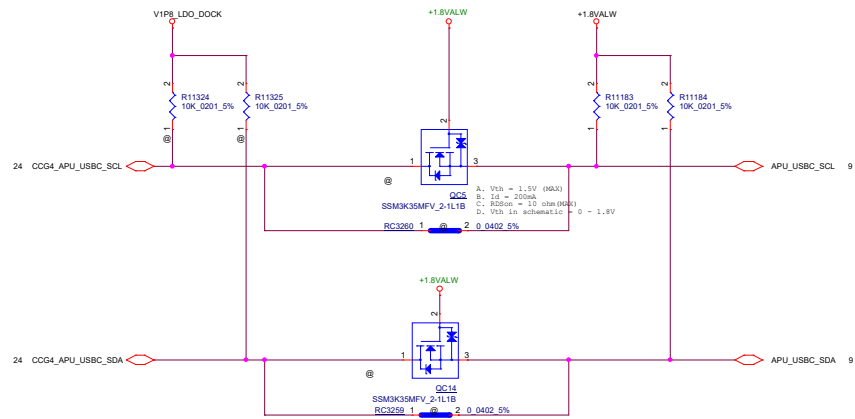 V1P8_LDO_DOCK
+1.8VALW
+1.8VALW
2
2
R11324
10K_0201_5%
R11325
10K_0201_5%
2
2
R11183
10K_0201_5%
R11184
10K_0201_5%
1
@
1
@
1
1
2
24 CCG4_APU_USBC_SCL
1
3
APU_USBC_SCL 9
@
QC5
SSM3K35MFV_2-1L1B
A. Vth = 1.5V (MAX)
B. Id = 200mA
C. RDSon = 10 ohm(MAX)
D. Vth in schematic = 0 - 1.8V
RC3260 1 @ 2 0_0402_5%
+1.8VALW
2
24 CCG4_APU_USBC_SDA
1
3
APU_USBC_SDA 9
@
QC14
SSM3K35MFV_2-1L1B
RC3259 1 @ 2 0_0402_5%